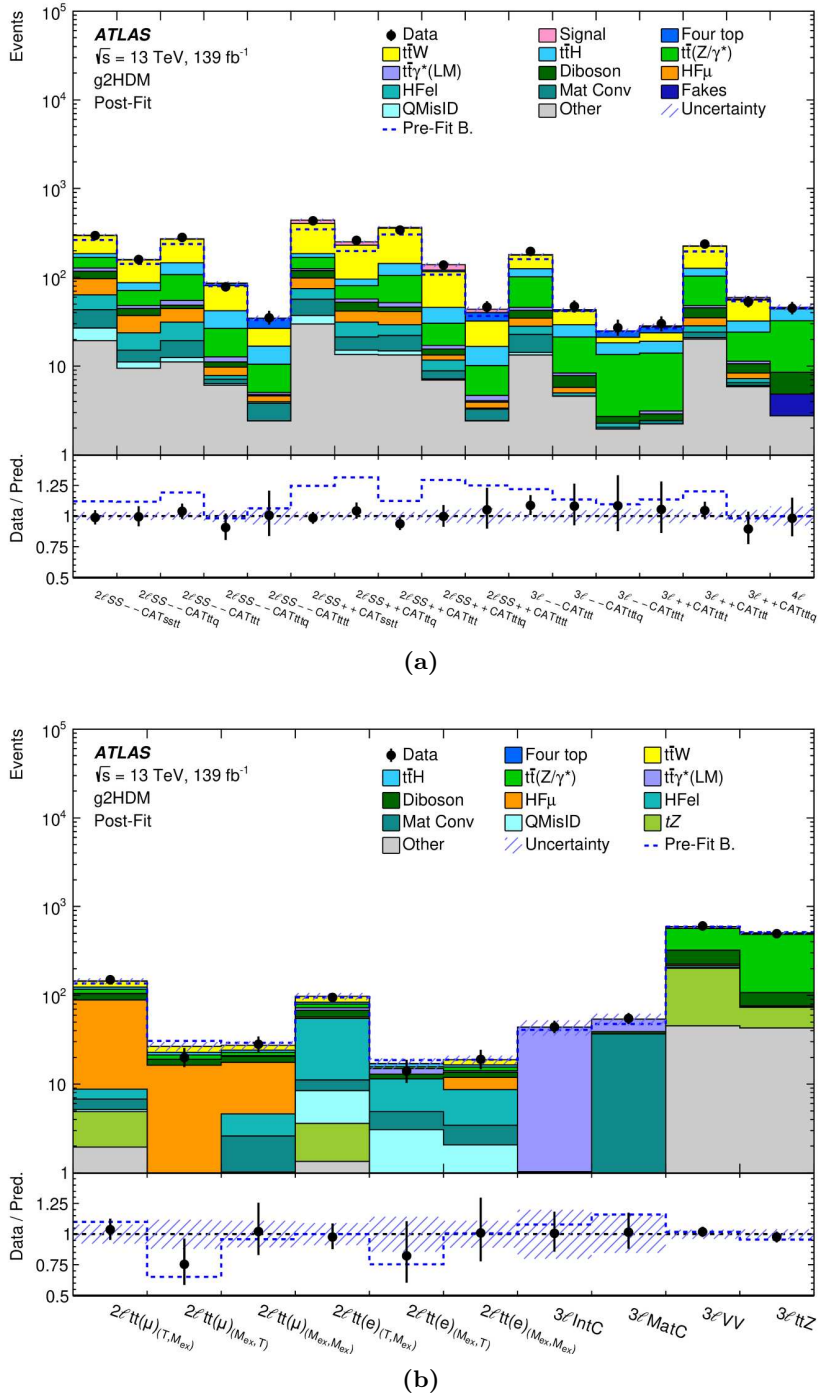 Events
10⁵
10⁴
10³
10²
10
1
ATLAS
√s = 13 TeV, 139 fb⁻¹
g2HDM
Post-Fit
Data
Signal
Four top
tt̄W
tt̄H
tt̄(Z/γ*)
tt̄γ*(LM)
Diboson
HFμ
HFel
Mat Conv
Fakes
QMisID
Other
Uncertainty
Pre-Fit B.
Data / Pred.
1.25
1
0.75
0.5
2ℓSS−−CATsstt
2ℓSS−−CATttq
2ℓSS−−CATttt
2ℓSS−−CATtttq
2ℓSS−−CATtttt
2ℓSS++CATsstt
2ℓSS++CATttq
2ℓSS++CATttt
2ℓSS++CATtttq
2ℓSS++CATtttt
3ℓ−−CATttt
3ℓ−−CATtttq
3ℓ−−CATtttt
3ℓ++CATtttt
3ℓ++CATttt
3ℓ++CATtttq
4ℓ
(a)
Events
10⁵
10⁴
10³
10²
10
1
ATLAS
√s = 13 TeV, 139 fb⁻¹
g2HDM
Post-Fit
Data
Four top
tt̄W
tt̄H
tt̄(Z/γ*)
tt̄γ*(LM)
Diboson
HFμ
HFel
Mat Conv
QMisID
tZ
Other
Uncertainty
Pre-Fit B.
Data / Pred.
1.25
1
0.75
0.5
2ℓtt(μ)(T,Mex)
2ℓtt(μ)(Mex,T)
2ℓtt(μ)(Mex,Mex)
2ℓtt(e)(T,Mex)
2ℓtt(e)(Mex,T)
2ℓtt(e)(Mex,Mex)
3ℓIntC
3ℓMatC
3ℓVV
3ℓttZ
(b)